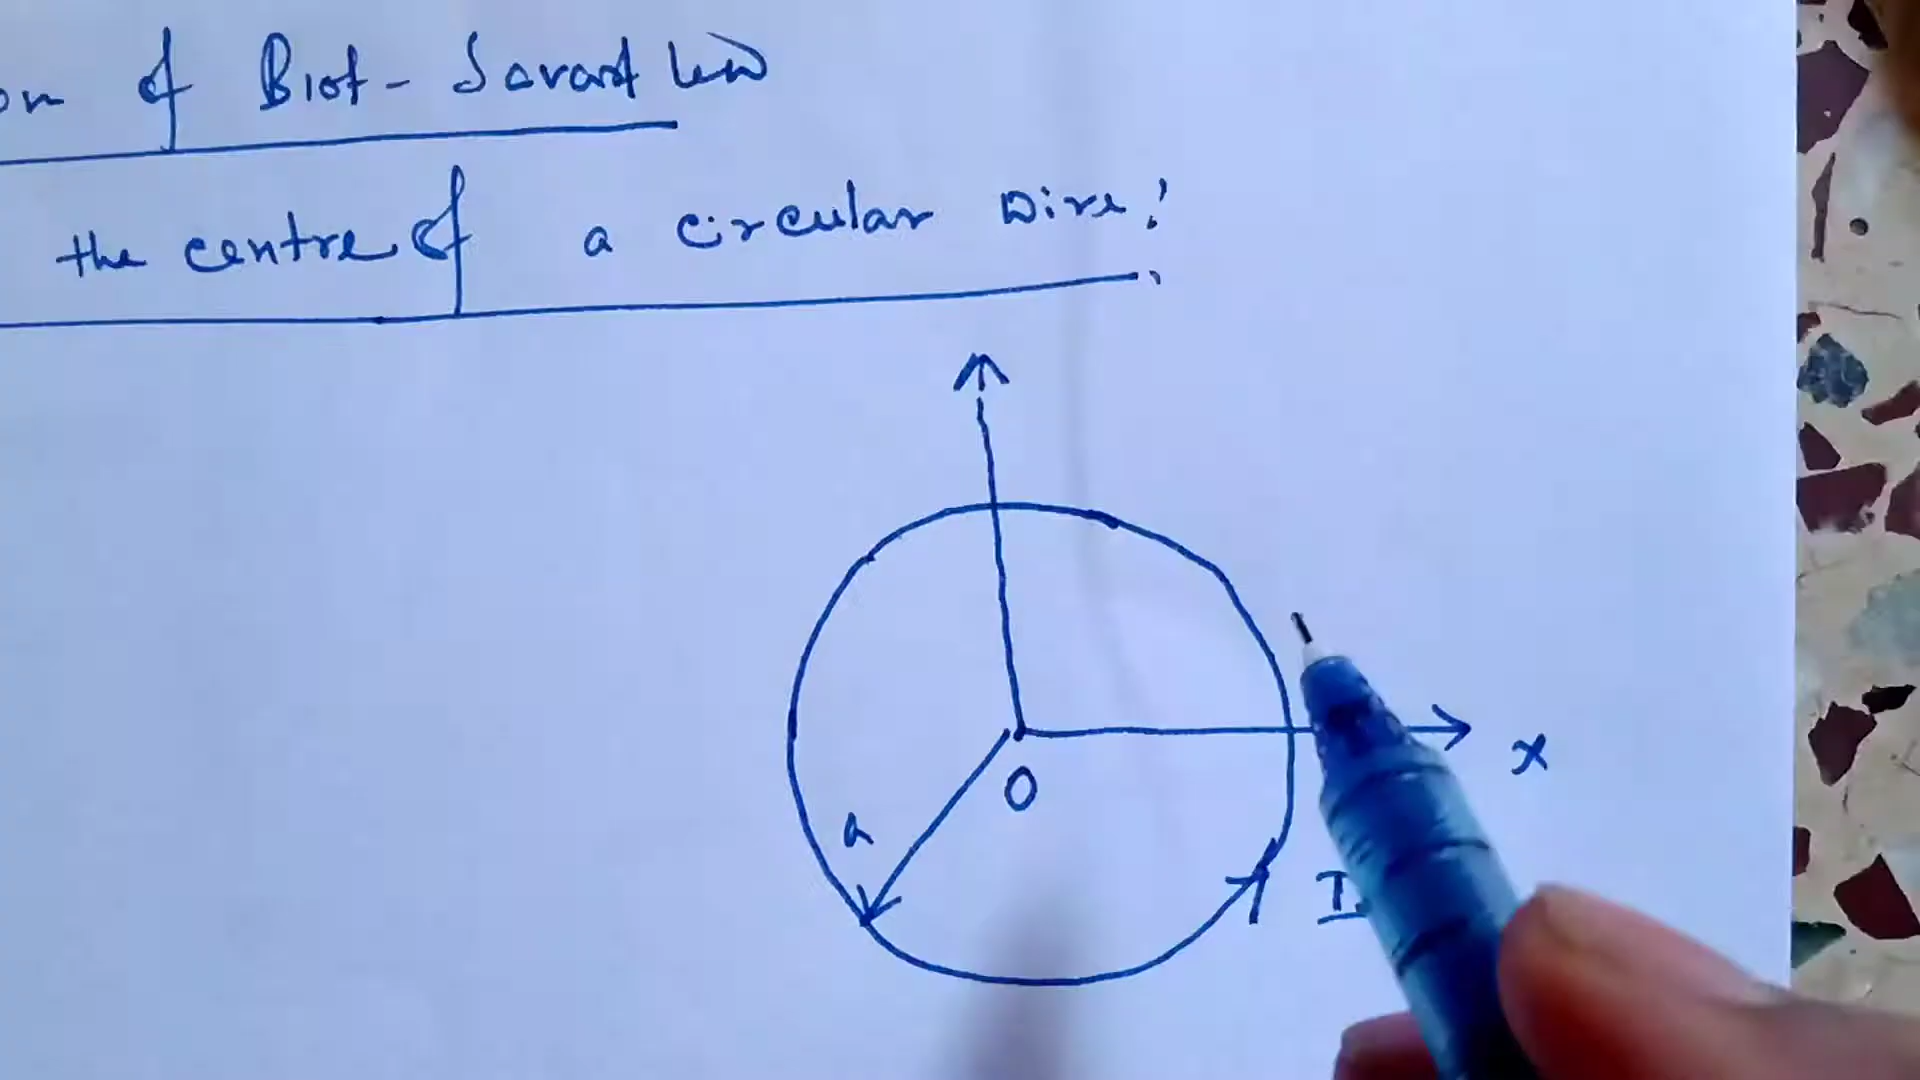 of Biot-Savart law
the centre of a circular wire:
x
O
a
I